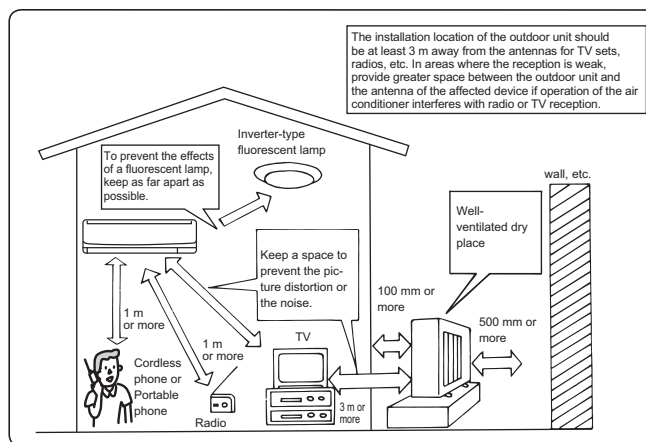 The installation location of the outdoor unit should
be at least 3 m away from the antennas for TV sets,
radios, etc. In areas where the reception is weak,
provide greater space between the outdoor unit and
the antenna of the affected device if operation of the air
conditioner interferes with radio or TV reception.
Inverter-type
fluorescent lamp
To prevent the effects
of a fluorescent lamp,
keep as far apart as
possible.
wall, etc.
Well-
ventilated dry
place
Keep a space to
prevent the pic-
ture distortion or
the noise.
100 mm or
more
500 mm or
more
1 m
or more
1 m
or more
TV
Cordless
phone or
Portable
phone
Radio
3 m or
more